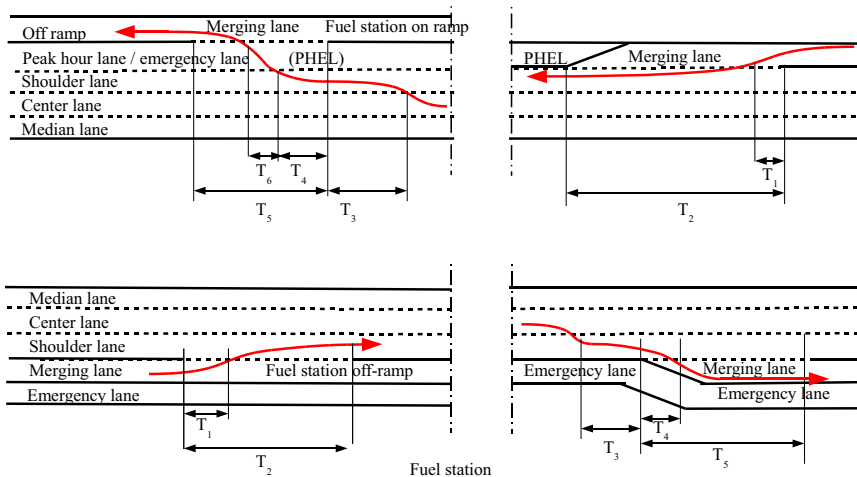 Merging lane Fuel station on ramp
Off ramp
Peak hour lane / emergency lane (PHEL)
Shoulder lane
Center lane
Median lane
T6 T4
T5 T3
PHEL Merging lane
T1
T2
Median lane
Center lane
Shoulder lane
Merging lane Fuel station off-ramp
Emergency lane
T1
T2
Emergency lane Merging lane
Emergency lane
T3 T4 T5
Fuel station